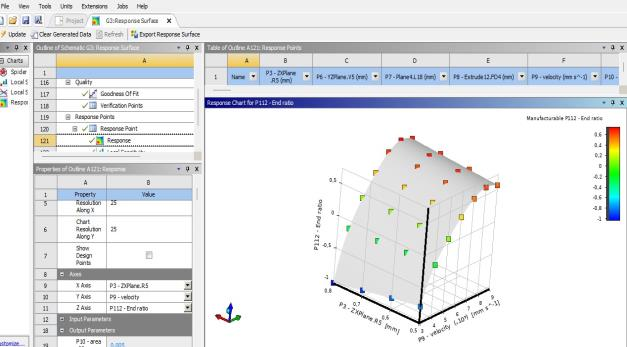 File View Tools Units Extensions Jobs Help
Project G3:Response Surface X
Update Clear Generated Data Refresh Export Response Surface
Outline of Schematic G3: Response Surface
Table of Outline A121: Response Points
Charts
Spider
Local S
Local S
Respo
A
1
116 Quality
117 Goodness Of Fit
118 Verification Points
119 Response Points
120 Response Point
121 Response
A B C D E F
1 Name P3 - ZXPlane .R5 (mm) P6 - YZPlane.V5 (mm) P7 - Plane4.L18 (mm) P8 - Extrude12.FD4 (mm) P9 - velocity (mm s^-1) P10 -
Properties of Outline A121: Response
A B
1 Property Value
5 Resolution Along X 25
6 Chart Resolution Along Y 25
7 Show Design Points
8 Axes
9 X Axis P3 - ZXPlane.R5
10 Y Axis P9 - velocity
11 Z Axis P112 - End ratio
12 Input Parameters
18 Output Parameters
19 P10 - area 0.005
Customize...
Response Chart for P112 - End ratio
Manufacturable P112 - End ratio
0.6
0.4
0.2
0
-0.2
-0.4
-0.6
-0.8
-1
P112 - End ratio
0.5
0
-0.5
-1
0.8 0.7 0.6 0.5
P3 - ZXPlane.R5 [mm]
3 4 5 6 7 8 9
P9 - velocity
[mm s^-1]